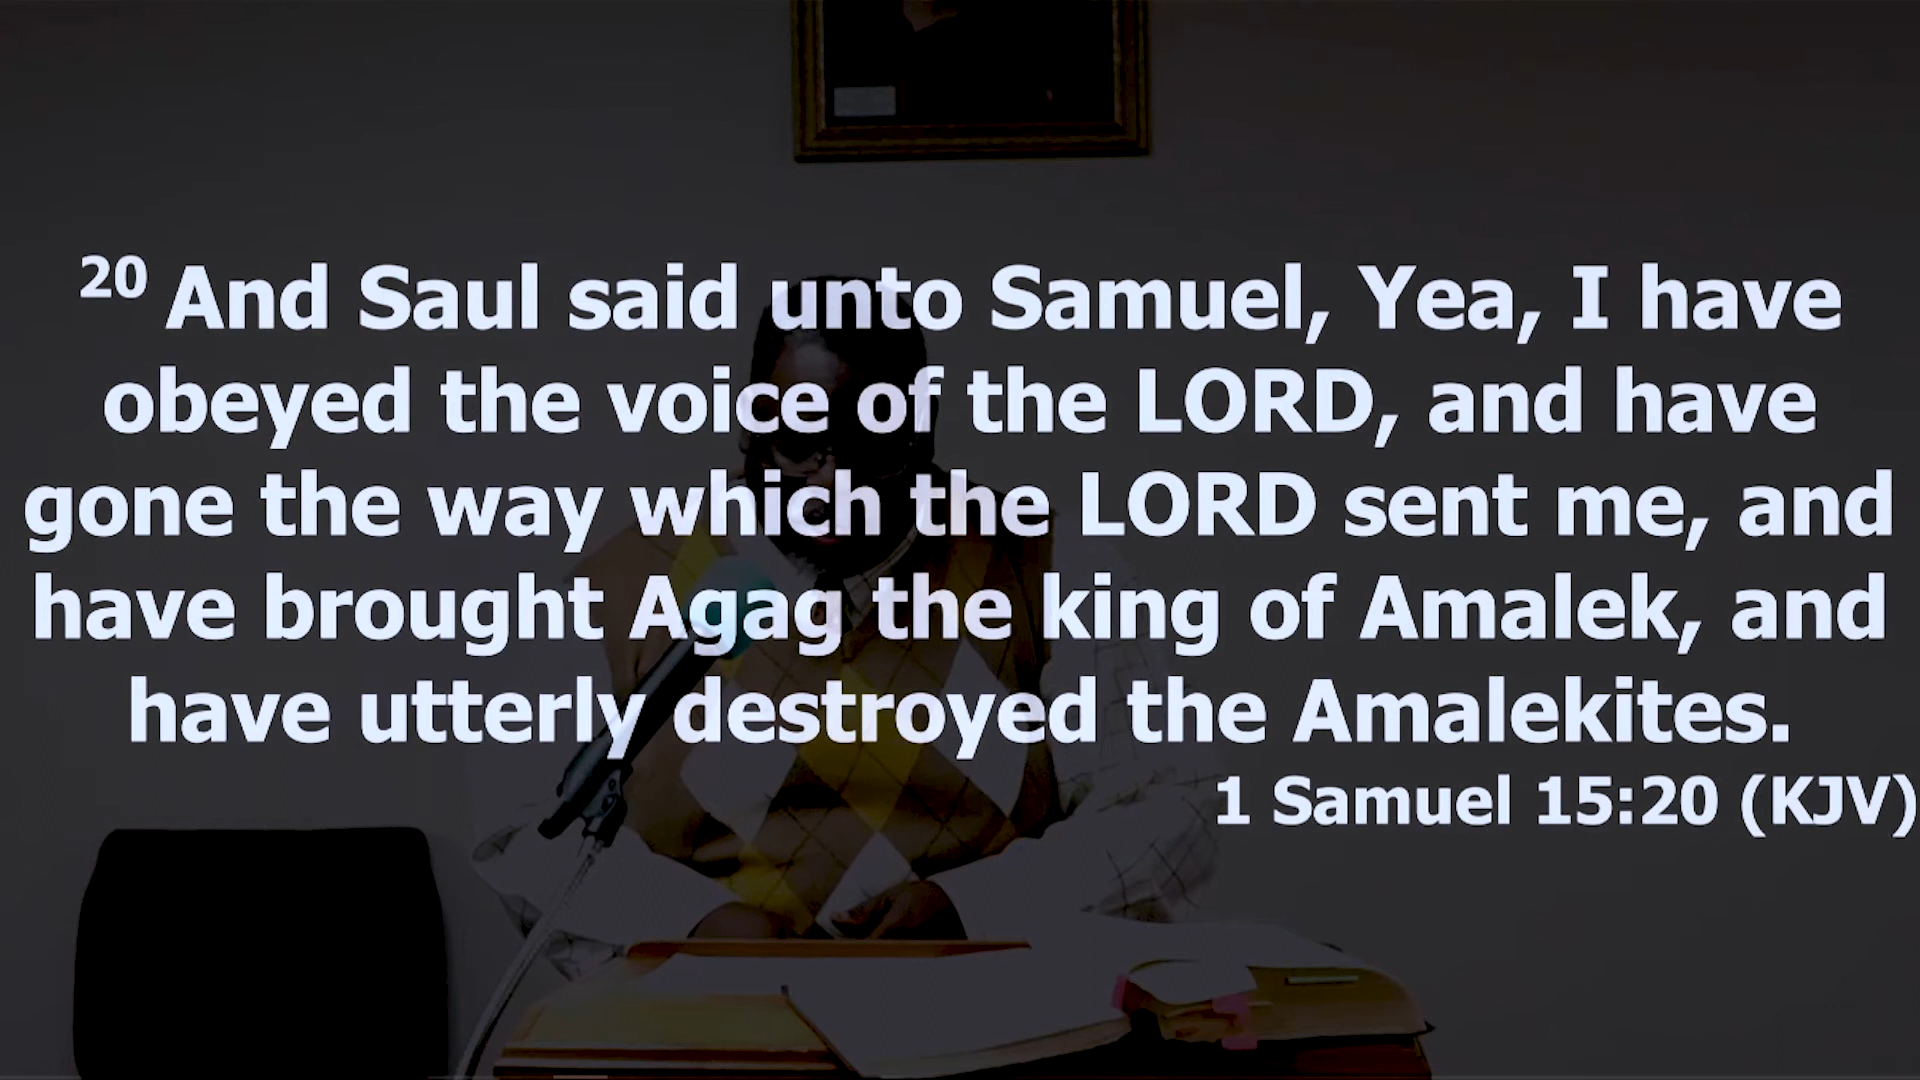 20 And Saul said unto Samuel, Yea, I have
obeyed the voice of the LORD, and have
gone the way which the LORD sent me, and
have brought Agag the king of Amalek, and
have utterly destroyed the Amalekites.
1 Samuel 15:20 (KJV)